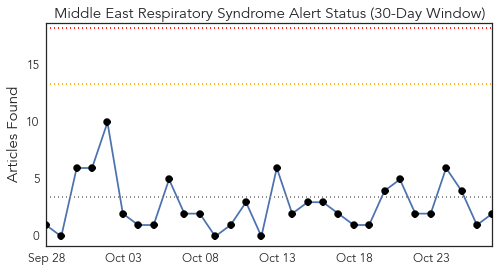 Middle East Respiratory Syndrome Alert Status (30-Day Window)
Articles Found
15
10
5
0
Sep 28
Oct 03
Oct 08
Oct 13
Oct 18
Oct 23